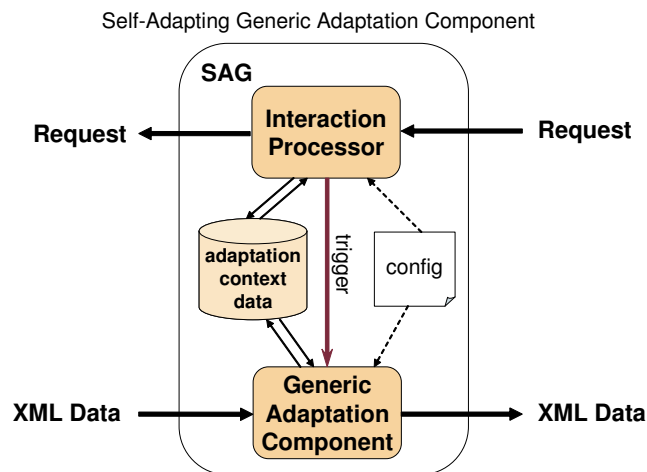 Self-Adapting Generic Adaptation Component
SAG
Request
Interaction
Processor
Request
adaptation
context
data
trigger
config
XML Data
Generic
Adaptation
Component
XML Data